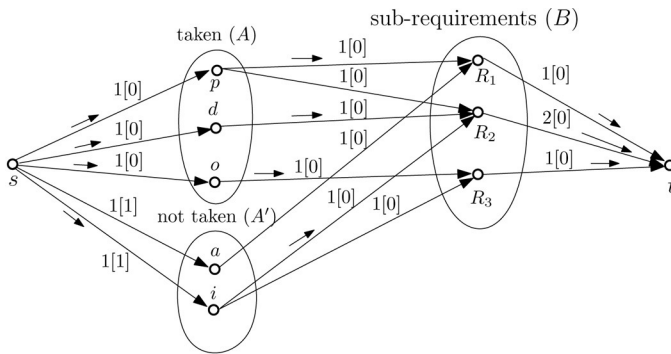 sub-requirements (B)
taken (A)
1[0]
1[0]
p
R₁
1[0]
1[0]
d
1[0]
2[0]
1[0]
R₂
1[0]
1[0]
o
1[0]
1[0]
s
t
R₃
1[1]
not taken (A′)
1[0]
1[0]
a
1[1]
i